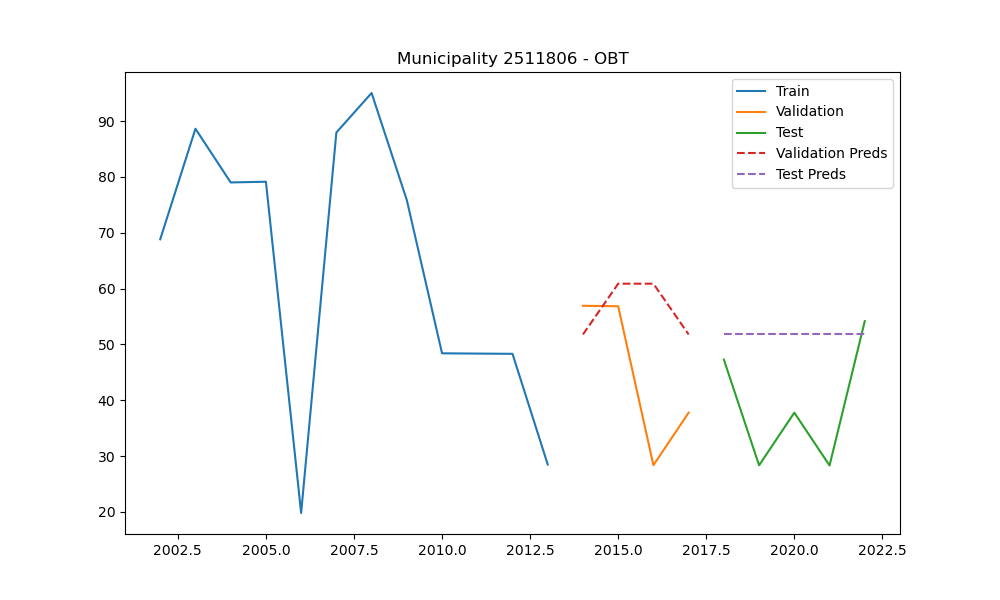 Municipality 2511806 - OBT
Train
Validation
Test
Validation Preds
Test Preds
90
80
70
60
50
40
30
20
2002.5 2005.0 2007.5 2010.0 2012.5 2015.0 2017.5 2020.0 2022.5